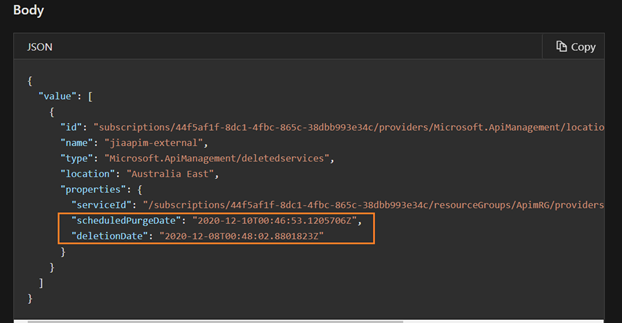 Body
JSON
Copy
{
"value": [
{
"id": "subscriptions/44f5af1f-8dc1-4fbc-865c-38dbb993e34c/providers/Microsoft.ApiManagement/locatio
"name": "jiaapim-external",
"type": "Microsoft.ApiManagement/deletedservices",
"location": "Australia East",
"properties": {
"serviceId": "/subscriptions/44f5af1f-8dc1-4fbc-865c-38dbb993e34c/resourceGroups/ApimRG/providers
"scheduledPurgeDate": "2020-12-10T00:46:53.1205706Z",
"deletionDate": "2020-12-08T00:48:02.8801823Z"
}
}
]
}